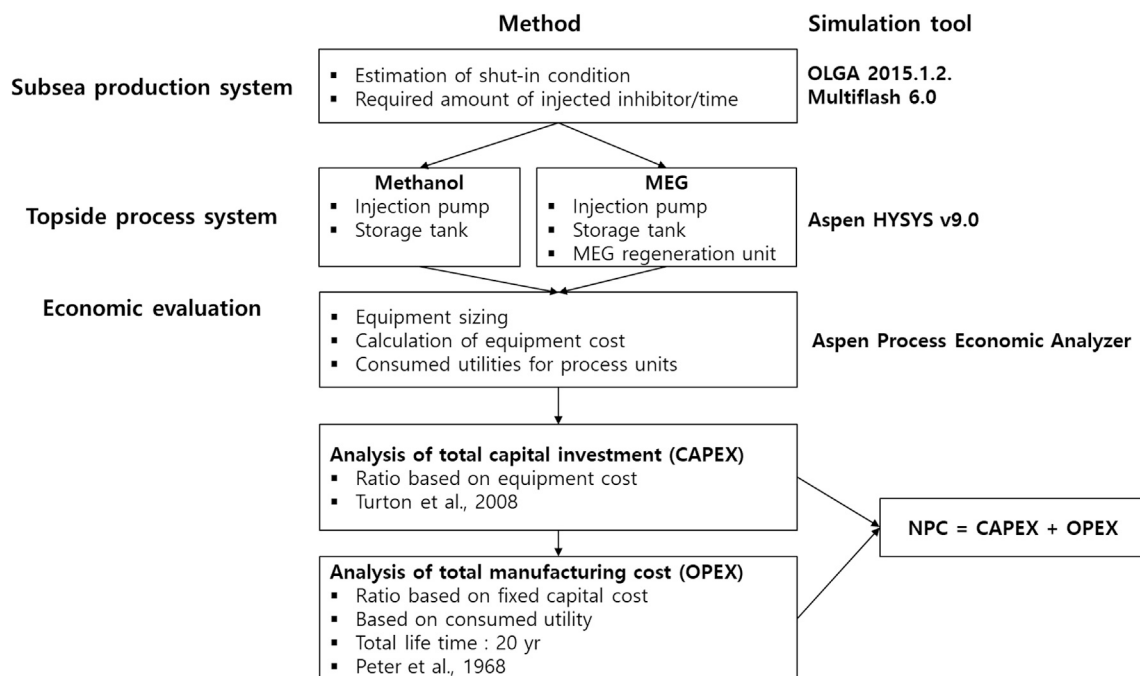 Method
Simulation tool
Subsea production system
▪ Estimation of shut-in condition
▪ Required amount of injected inhibitor/time
OLGA 2015.1.2.
Multiflash 6.0
Topside process system
Methanol
▪ Injection pump
▪ Storage tank
MEG
▪ Injection pump
▪ Storage tank
▪ MEG regeneration unit
Aspen HYSYS v9.0
Economic evaluation
▪ Equipment sizing
▪ Calculation of equipment cost
▪ Consumed utilities for process units
Aspen Process Economic Analyzer
Analysis of total capital investment (CAPEX)
▪ Ratio based on equipment cost
▪ Turton et al., 2008
NPC = CAPEX + OPEX
Analysis of total manufacturing cost (OPEX)
▪ Ratio based on fixed capital cost
▪ Based on consumed utility
▪ Total life time : 20 yr
▪ Peter et al., 1968